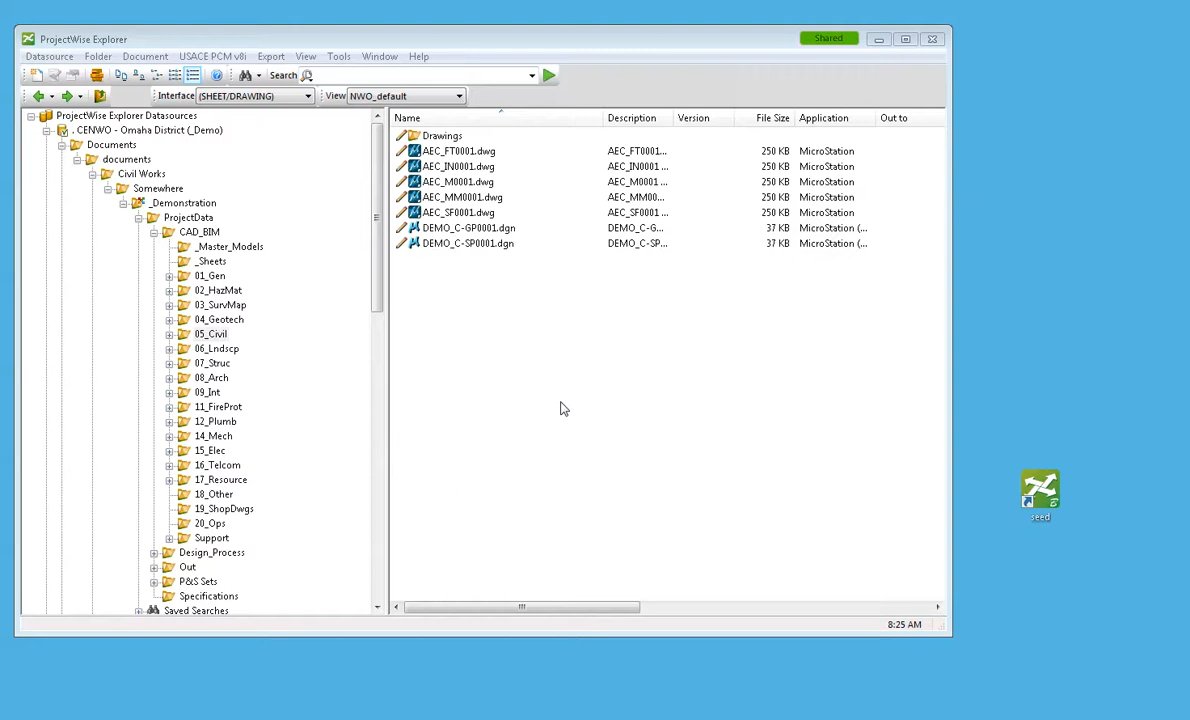 ProjectWise Explorer
Shared
Datasource Folder Document USACE PCM v8i Export View Tools Window Help
Search
Interface (SHEET/DRAWING) View NWO_default
ProjectWise Explorer Datasources
. CENWO - Omaha District (_Demo)
Documents
documents
Civil Works
Somewhere
_Demonstration
ProjectData
CAD_BIM
_Master_Models
_Sheets
01_Gen
02_HazMat
03_SurvMap
04_Geotech
05_Civil
06_Lndscp
07_Struc
08_Arch
09_Int
11_FireProt
12_Plumb
14_Mech
15_Elec
16_Telcom
17_Resource
18_Other
19_ShopDwgs
20_Ops
Support
Design_Process
Out
P&S Sets
Specifications
Saved Searches
Name Description Version File Size Application Out to
Drawings
AEC_FT0001.dwg AEC_FT0001... 250 KB MicroStation
AEC_IN0001.dwg AEC_IN0001 ... 250 KB MicroStation
AEC_M0001.dwg AEC_M0001 ... 250 KB MicroStation
AEC_MM0001.dwg AEC_MM00... 250 KB MicroStation
AEC_SF0001.dwg AEC_SF0001 ... 250 KB MicroStation
DEMO_C-GP0001.dgn DEMO_C-G... 37 KB MicroStation (...
DEMO_C-SP0001.dgn DEMO_C-SP... 37 KB MicroStation (...
8:25 AM
seed